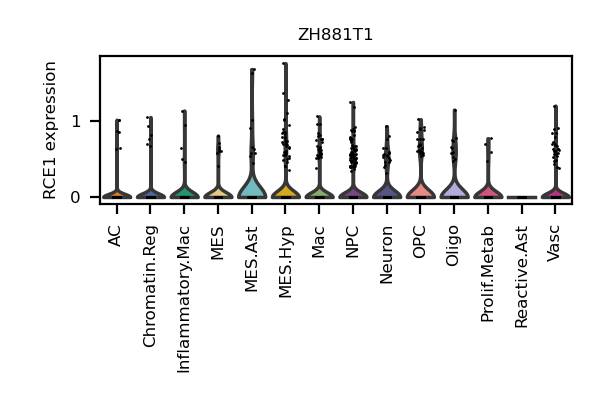 ZH881T1
RCE1 expression
1
0
AC
Chromatin.Reg
Inflammatory.Mac
MES
MES.Ast
MES.Hyp
Mac
NPC
Neuron
OPC
Oligo
Prolif.Metab
Reactive.Ast
Vasc